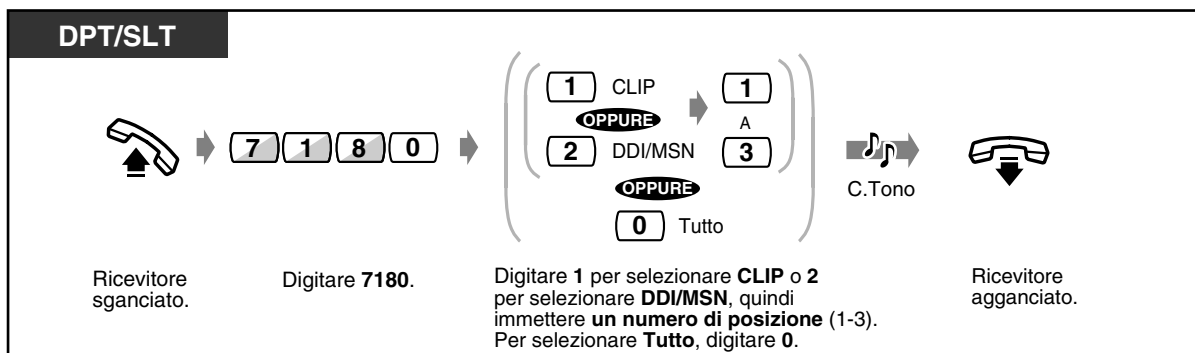 DPT/SLT
1 CLIP 1
OPPURE A
2 DDI/MSN 3
7 1 8 0
OPPURE
C.Tono
0 Tutto
Ricevitore
sganciato.
Digitare 7180.
Digitare 1 per selezionare CLIP o 2
per selezionare DDI/MSN, quindi
immettere un numero di posizione (1-3).
Per selezionare Tutto, digitare 0.
Ricevitore
agganciato.